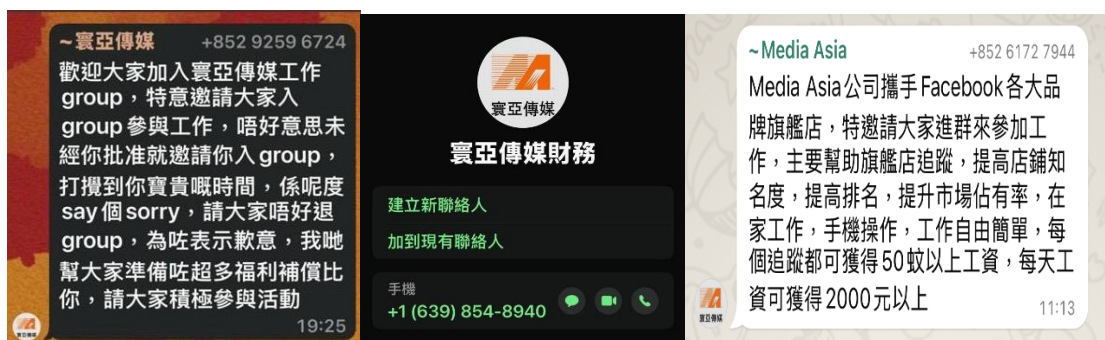 ~寰亞傳媒 +852 9259 6724
歡迎大家加入寰亞傳媒工作
group，特意邀請大家入
group參與工作，唔好意思未
經你批准就邀請你入group，
打攪到你寶貴嘅時間，係呢度
say個sorry，請大家唔好退
group，為咗表示歉意，我哋
幫大家準備咗超多福利補償比
你，請大家積極參與活動
19:25
寰亞傳媒
寰亞傳媒
寰亞傳媒財務
建立新聯絡人
加到現有聯絡人
手機
+1 (639) 854-8940
~Media Asia +852 6172 7944
Media Asia公司攜手Facebook各大品
牌旗艦店，特邀請大家進群來參加工
作，主要幫助旗艦店追蹤，提高店鋪知
名度，提高排名，提升市場佔有率，在
家工作，手機操作，工作自由簡單，每
個追蹤都可獲得50蚊以上工資，每天工
資可獲得2000元以上
11:13
寰亞傳媒